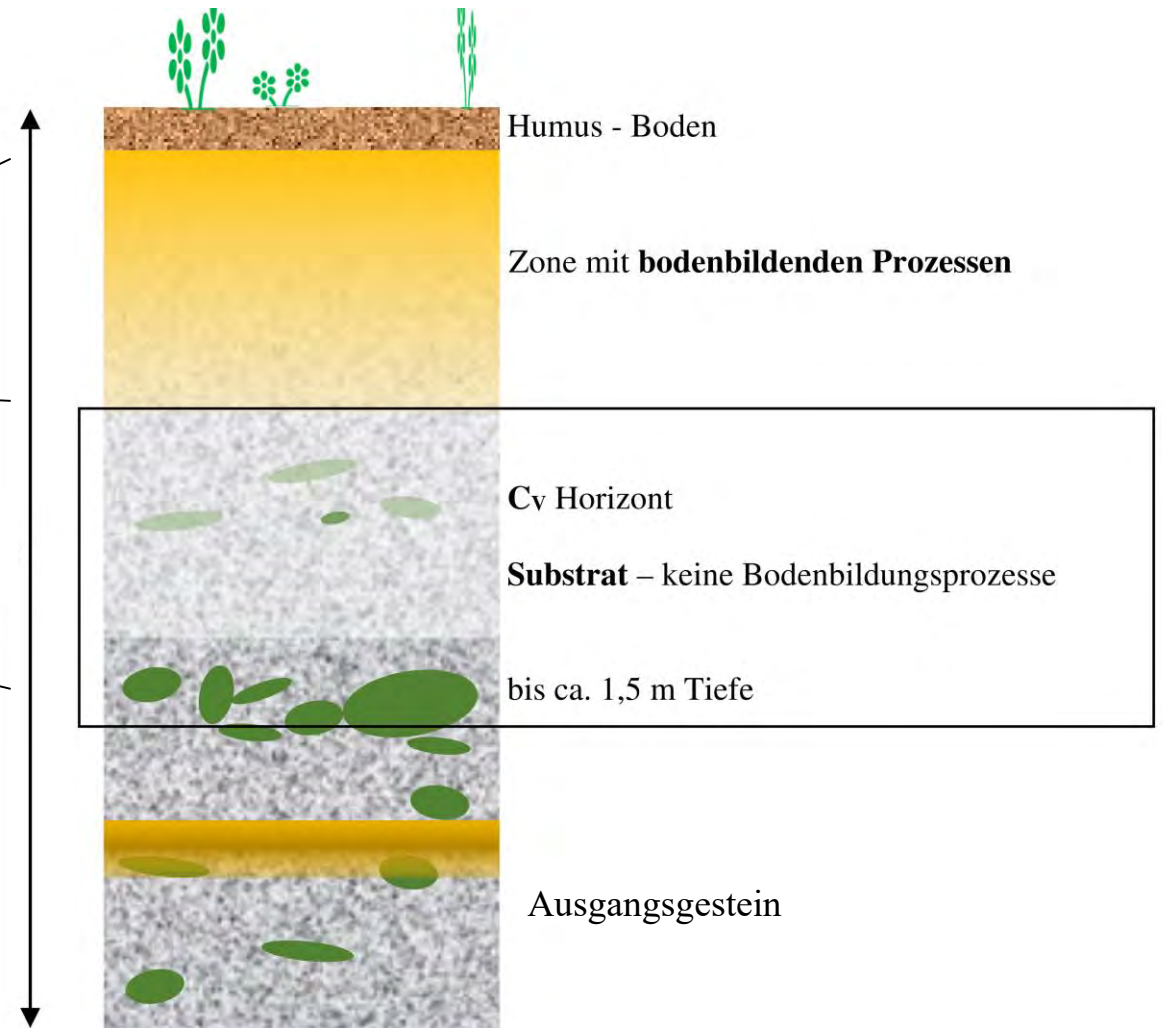 Humus - Boden
Zone mit bodenbildenden Prozessen
Cv Horizont
Substrat – keine Bodenbildungsprozesse
bis ca. 1,5 m Tiefe
Ausgangsgestein